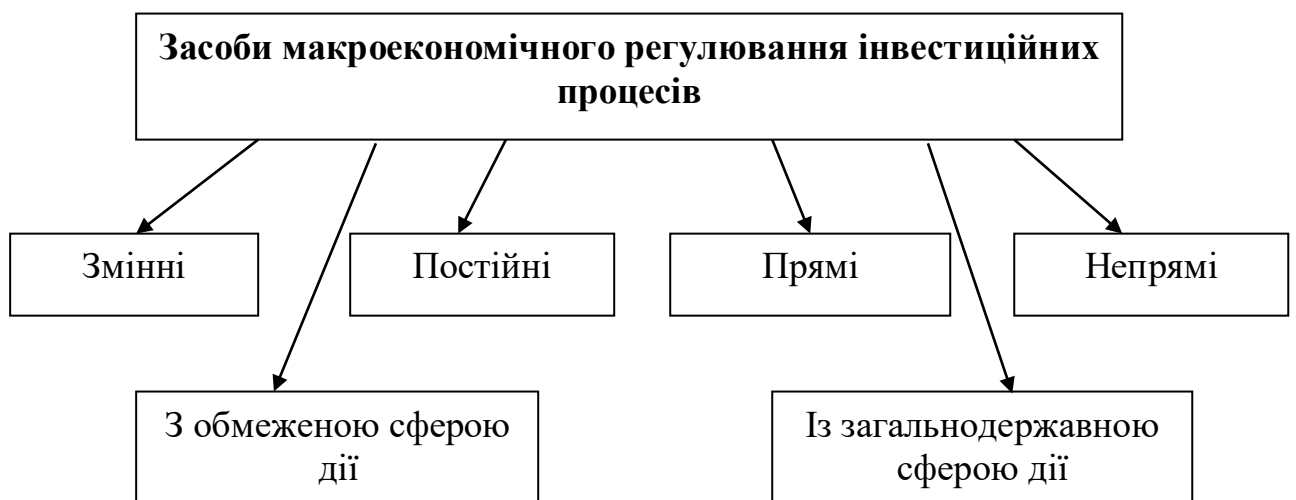 Засоби макроекономічного регулювання інвестиційних
процесів
Змінні
Постійні
Прямі
Непрямі
З обмеженою сферою
дії
Із загальнодержавною
сферою дії